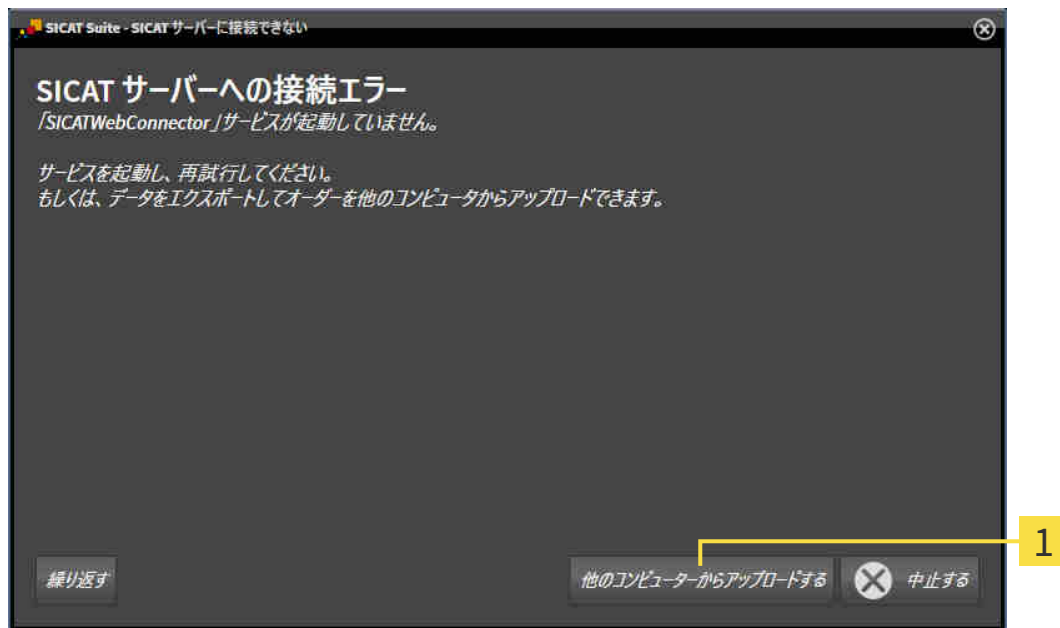 SICAT Suite - SICAT サーバーに接続できない
SICAT サーバーへの接続エラー
「SICATWebConnector」サービスが起動していません。
サービスを起動し、再試行してください。
もしくは、データをエクスポートしてオーダーを他のコンピュータからアップロードできます。
1
繰り返す
他のコンピューターからアップロードする
中止する